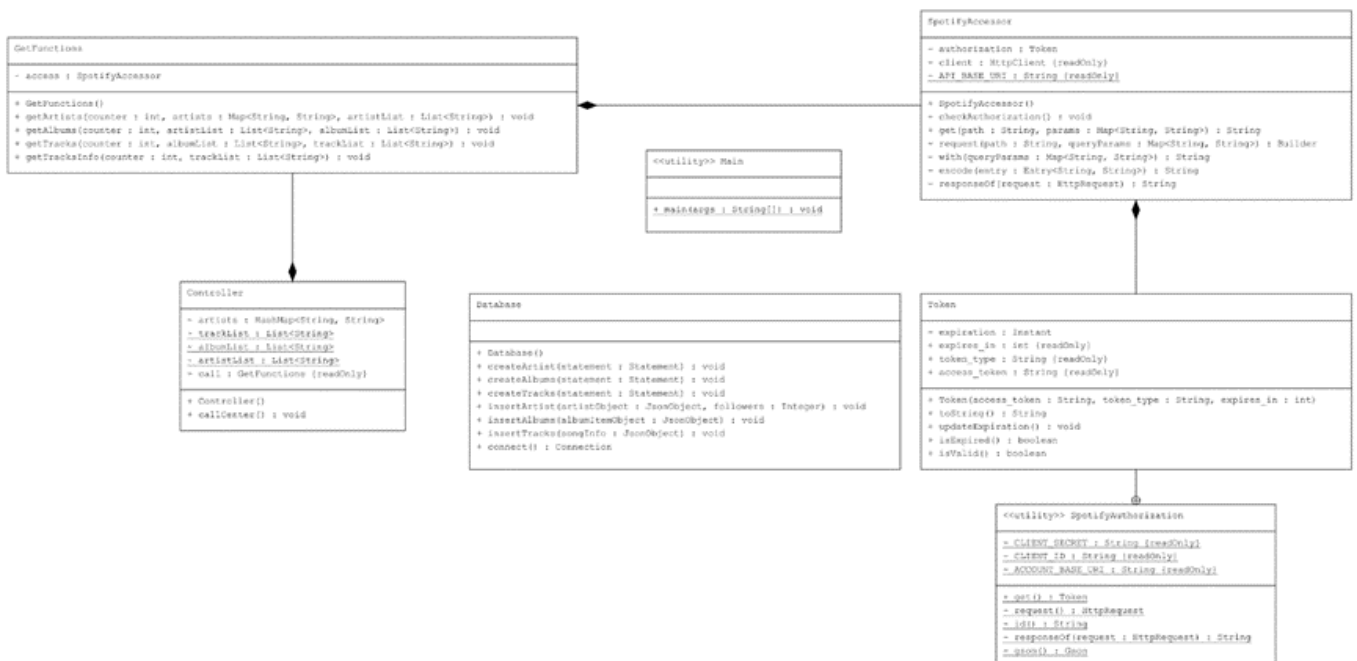 GetFunctions
- access : SpotifyAccessor
+ GetFunctions()
+ getArtists(counter : int, artists : Map<String, String>, artistList : List<String>) : void
+ getAlbums(counter : int, artistList : List<String>, albumList : List<String>) : void
+ getTracks(counter : int, albumList : List<String>, trackList : List<String>) : void
+ getTracksInfo(counter : int, trackList : List<String>) : void
SpotifyAccessor
- authorization : Token
- client : HttpClient {readOnly}
- API_BASE_URI : String {readOnly}
+ SpotifyAccessor()
- checkAuthorization() : void
+ get(path : String, params : Map<String, String>) : String
- request(path : String, queryParams : Map<String, String>) : Builder
- with(queryParams : Map<String, String>) : String
- encode(entry : Entry<String, String>) : String
- responseOf(request : HttpRequest) : String
<<utility>> Main
+ main(args : String[]) : void
Controller
- artists : HashMap<String, String>
- trackList : List<String>
- albumList : List<String>
- artistList : List<String>
- call : GetFunctions {readOnly}
+ Controller()
+ callCenter() : void
Database
+ Database()
+ createArtist(statement : Statement) : void
+ createAlbums(statement : Statement) : void
+ createTracks(statement : Statement) : void
+ insertArtist(artistObject : JsonObject, followers : Integer) : void
+ insertAlbums(albumItemObject : JsonObject) : void
+ insertTracks(songInfo : JsonObject) : void
+ connect() : Connection
Token
- expiration : Instant
+ expires_in : int {readOnly}
+ token_type : String {readOnly}
+ access_token : String {readOnly}
+ Token(access_token : String, token_type : String, expires_in : int)
+ toString() : String
+ updateExpiration() : void
+ isExpired() : boolean
+ isValid() : boolean
<<utility>> SpotifyAuthorization
- CLIENT_SECRET : String {readOnly}
- CLIENT_ID : String {readOnly}
- ACCOUNT_BASE_URI : String {readOnly}
+ get() : Token
- request() : HttpRequest
- id() : String
- responseOf(request : HttpRequest) : String
- gson() : Gson